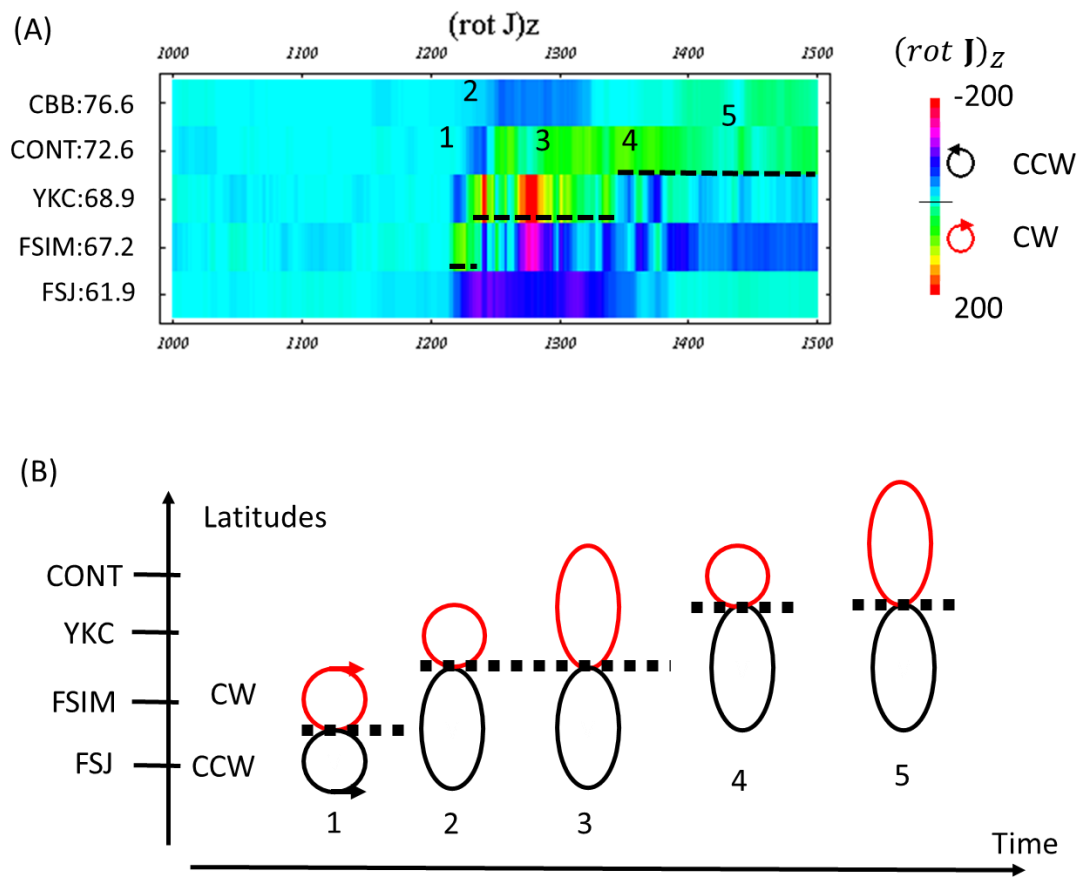 (A)
(rot J)z
1000 1100 1200 1300 1400 1500
(rot J)z
-200
CCW
CW
200
CBB:76.6
CONT:72.6
YKC:68.9
FSIM:67.2
FSJ:61.9
2
5
1
3
4
1000 1100 1200 1300 1400 1500
(B)
Latitudes
CONT
YKC
FSIM
FSJ
CW
CCW
1
2
3
4
5
Time